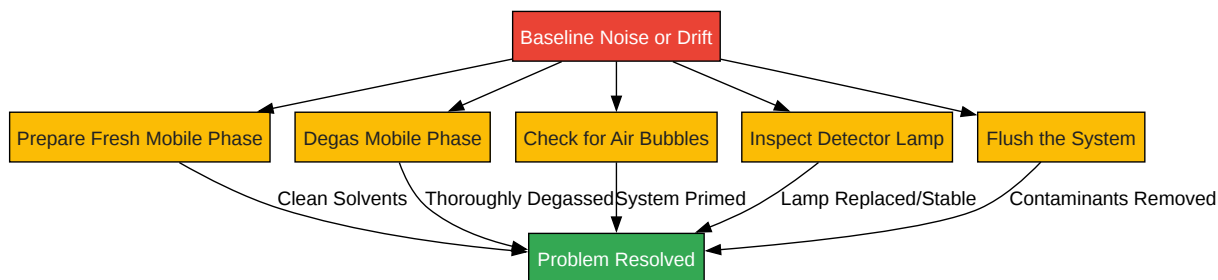 Baseline Noise or Drift
Prepare Fresh Mobile Phase
Degas Mobile Phase
Check for Air Bubbles
Inspect Detector Lamp
Flush the System
Clean Solvents
Thoroughly Degassed
System Primed
Lamp Replaced/Stable
Contaminants Removed
Problem Resolved